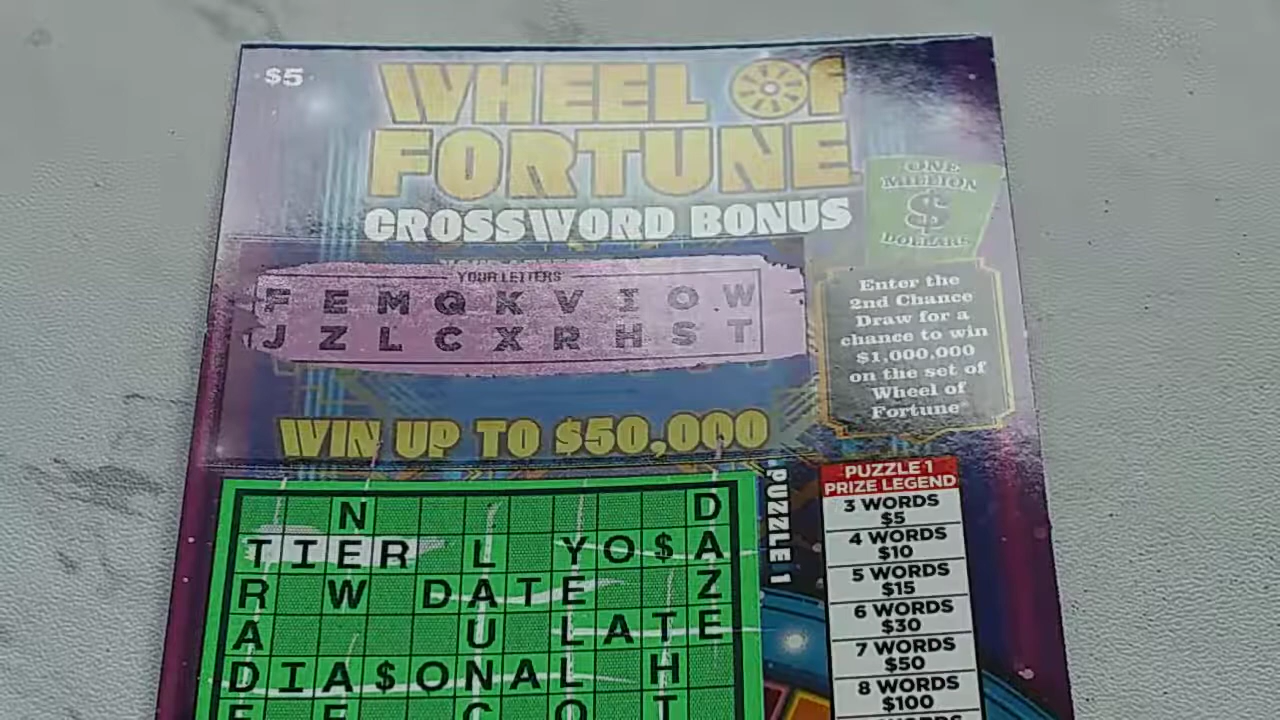 $5
WHEEL OF
FORTUNE
CROSSWORD BONUS
ONE
MILLION
$
DOLLARS
YOUR LETTERS
F E M Q K V I O W
J Z L C X R H S T
Enter the
2nd Chance
Draw for a
chance to win
$1,000,000
on the set of
Wheel of
Fortune
WIN UP TO $50,000
PUZZLE 1
N D
TIER L YO$A
R W DATE Z
A U LATE
DIA$ONAL H
C O T
PUZZLE 1
PRIZE LEGEND
3 WORDS
$5
4 WORDS
$10
5 WORDS
$15
6 WORDS
$30
7 WORDS
$50
8 WORDS
$100